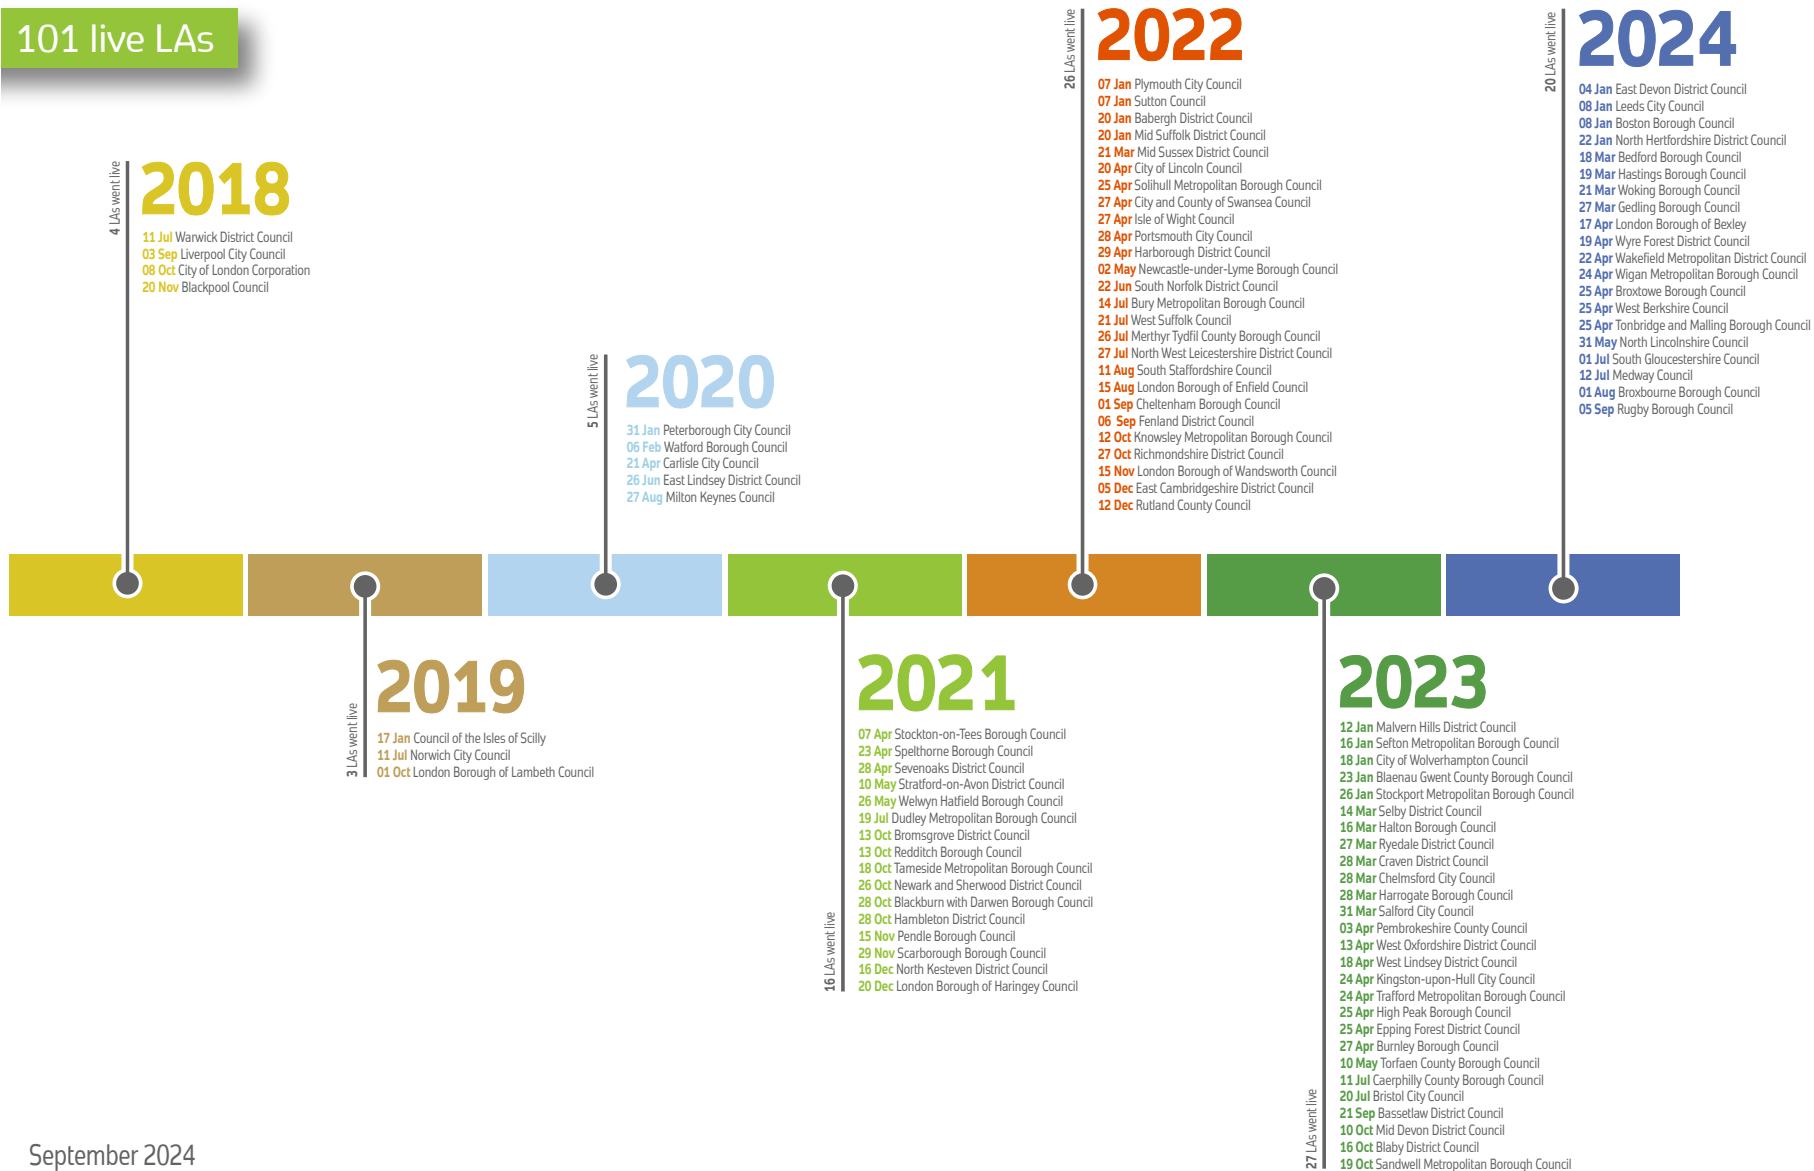 101 live LAs
4 LAs went live
2018
11 Jul Warwick District Council
03 Sep Liverpool City Council
08 Oct City of London Corporation
20 Nov Blackpool Council
3 LAs went live
2019
17 Jan Council of the Isles of Scilly
11 Jul Norwich City Council
01 Oct London Borough of Lambeth Council
5 LAs went live
2020
31 Jan Peterborough City Council
06 Feb Watford Borough Council
21 Apr Carlisle City Council
26 Jun East Lindsey District Council
27 Aug Milton Keynes Council
16 LAs went live
2021
07 Apr Stockton-on-Tees Borough Council
23 Apr Spelthorne Borough Council
28 Apr Sevenoaks District Council
10 May Stratford-on-Avon District Council
26 May Welwyn Hatfield Borough Council
19 Jul Dudley Metropolitan Borough Council
13 Oct Bromsgrove District Council
13 Oct Redditch Borough Council
18 Oct Tameside Metropolitan Borough Council
26 Oct Newark and Sherwood District Council
28 Oct Blackburn with Darwen Borough Council
28 Oct Hambleton District Council
15 Nov Pendle Borough Council
29 Nov Scarborough Borough Council
16 Dec North Kesteven District Council
20 Dec London Borough of Haringey Council
26 LAs went live
2022
07 Jan Plymouth City Council
07 Jan Sutton Council
20 Jan Babergh District Council
20 Jan Mid Suffolk District Council
21 Mar Mid Sussex District Council
20 Apr City of Lincoln Council
25 Apr Solihull Metropolitan Borough Council
27 Apr City and County of Swansea Council
27 Apr Isle of Wight Council
28 Apr Portsmouth City Council
29 Apr Harborough District Council
02 May Newcastle-under-Lyme Borough Council
22 Jun South Norfolk District Council
14 Jul Bury Metropolitan Borough Council
21 Jul West Suffolk Council
26 Jul Merthyr Tydfil County Borough Council
27 Jul North West Leicestershire District Council
11 Aug South Staffordshire Council
15 Aug London Borough of Enfield Council
01 Sep Cheltenham Borough Council
06 Sep Fenland District Council
12 Oct Knowsley Metropolitan Borough Council
27 Oct Richmondshire District Council
15 Nov London Borough of Wandsworth Council
05 Dec East Cambridgeshire District Council
12 Dec Rutland County Council
27 LAs went live
2023
12 Jan Malvern Hills District Council
16 Jan Sefton Metropolitan Borough Council
18 Jan City of Wolverhampton Council
23 Jan Blaenau Gwent County Borough Council
26 Jan Stockport Metropolitan Borough Council
14 Mar Selby District Council
16 Mar Halton Borough Council
27 Mar Ryedale District Council
28 Mar Craven District Council
28 Mar Chelmsford City Council
28 Mar Harrogate Borough Council
31 Mar Salford City Council
03 Apr Pembrokeshire County Council
13 Apr West Oxfordshire District Council
18 Apr West Lindsey District Council
24 Apr Kingston-upon-Hull City Council
24 Apr Trafford Metropolitan Borough Council
25 Apr High Peak Borough Council
25 Apr Epping Forest District Council
27 Apr Burnley Borough Council
10 May Torfaen County Borough Council
11 Jul Caerphilly County Borough Council
20 Jul Bristol City Council
21 Sep Bassetlaw District Council
10 Oct Mid Devon District Council
16 Oct Blaby District Council
19 Oct Sandwell Metropolitan Borough Council
20 LAs went live
2024
04 Jan East Devon District Council
08 Jan Leeds City Council
08 Jan Boston Borough Council
22 Jan North Hertfordshire District Council
18 Mar Bedford Borough Council
19 Mar Hastings Borough Council
21 Mar Woking Borough Council
27 Mar Gedling Borough Council
17 Apr London Borough of Bexley
19 Apr Wyre Forest District Council
22 Apr Wakefield Metropolitan District Council
24 Apr Wigan Metropolitan Borough Council
25 Apr Broxtowe Borough Council
25 Apr West Berkshire Council
25 Apr Tonbridge and Malling Borough Council
31 May North Lincolnshire Council
01 Jul South Gloucestershire Council
12 Jul Medway Council
01 Aug Broxbourne Borough Council
05 Sep Rugby Borough Council
September 2024